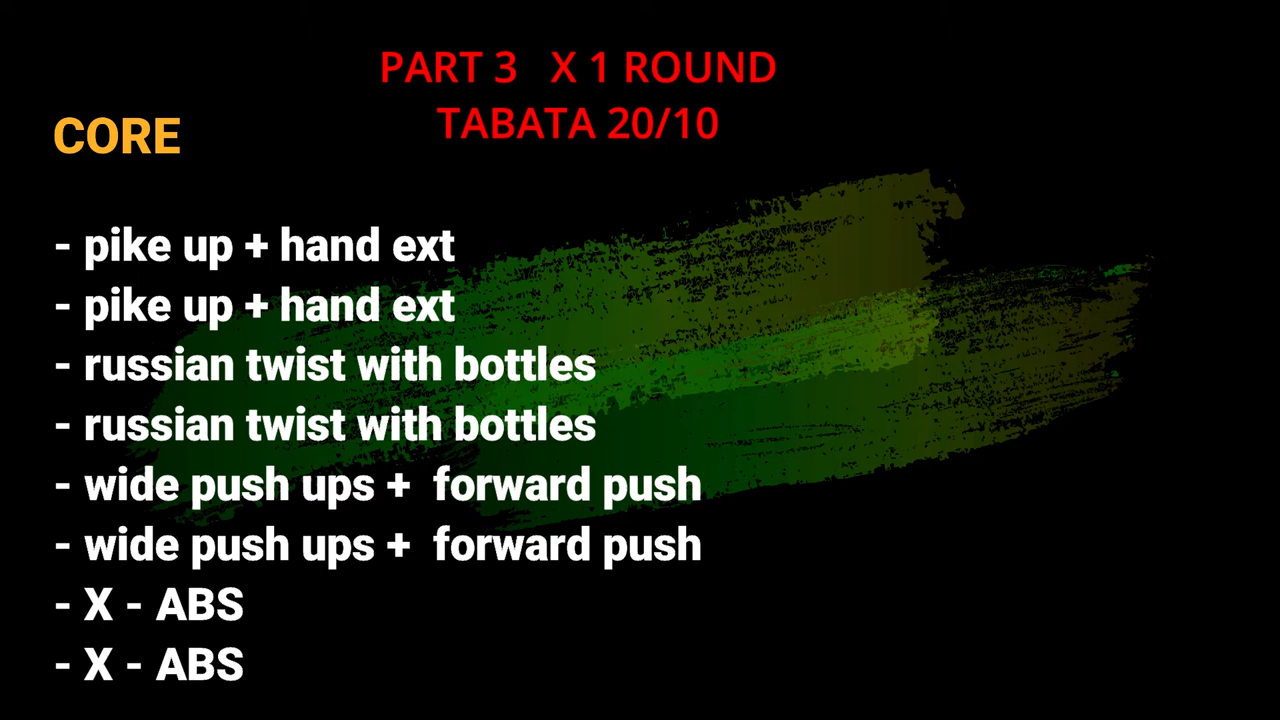 PART 3 X 1 ROUND
TABATA 20/10
CORE
- pike up + hand ext
- pike up + hand ext
- russian twist with bottles
- russian twist with bottles
- wide push ups + forward push
- wide push ups + forward push
- X - ABS
- X - ABS